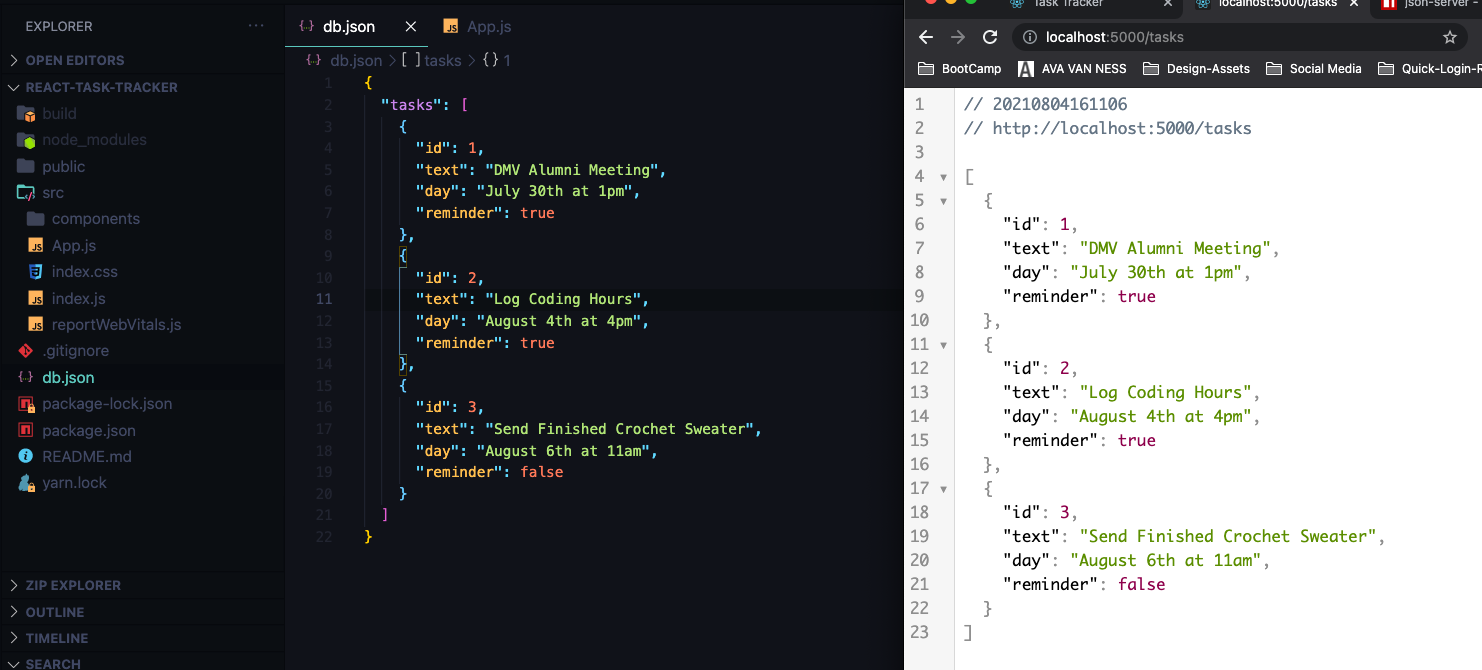 EXPLORER ...
OPEN EDITORS
REACT-TASK-TRACKER
build
node_modules
public
src
components
JS App.js
index.css
JS index.js
JS reportWebVitals.js
.gitignore
{..} db.json
package-lock.json
package.json
README.md
yarn.lock
ZIP EXPLORER
OUTLINE
TIMELINE
SEARCH
{..} db.json × JS App.js
{..} db.json > [ ] tasks > {} 1
1 {
2 "tasks": [
3 {
4 "id": 1,
5 "text": "DMV Alumni Meeting",
6 "day": "July 30th at 1pm",
7 "reminder": true
8 },
9 {
10 "id": 2,
11 "text": "Log Coding Hours",
12 "day": "August 4th at 4pm",
13 "reminder": true
14 },
15 {
16 "id": 3,
17 "text": "Send Finished Crochet Sweater",
18 "day": "August 6th at 11am",
19 "reminder": false
20 }
21 ]
22 }
Task Tracker × localhost:5000/tasks × json-server -
localhost:5000/tasks
BootCamp AVA VAN NESS Design-Assets Social Media Quick-Login-R
1 // 20210804161106
2 // http://localhost:5000/tasks
3
4 [
5 {
6 "id": 1,
7 "text": "DMV Alumni Meeting",
8 "day": "July 30th at 1pm",
9 "reminder": true
10 },
11 {
12 "id": 2,
13 "text": "Log Coding Hours",
14 "day": "August 4th at 4pm",
15 "reminder": true
16 },
17 {
18 "id": 3,
19 "text": "Send Finished Crochet Sweater",
20 "day": "August 6th at 11am",
21 "reminder": false
22 }
23 ]